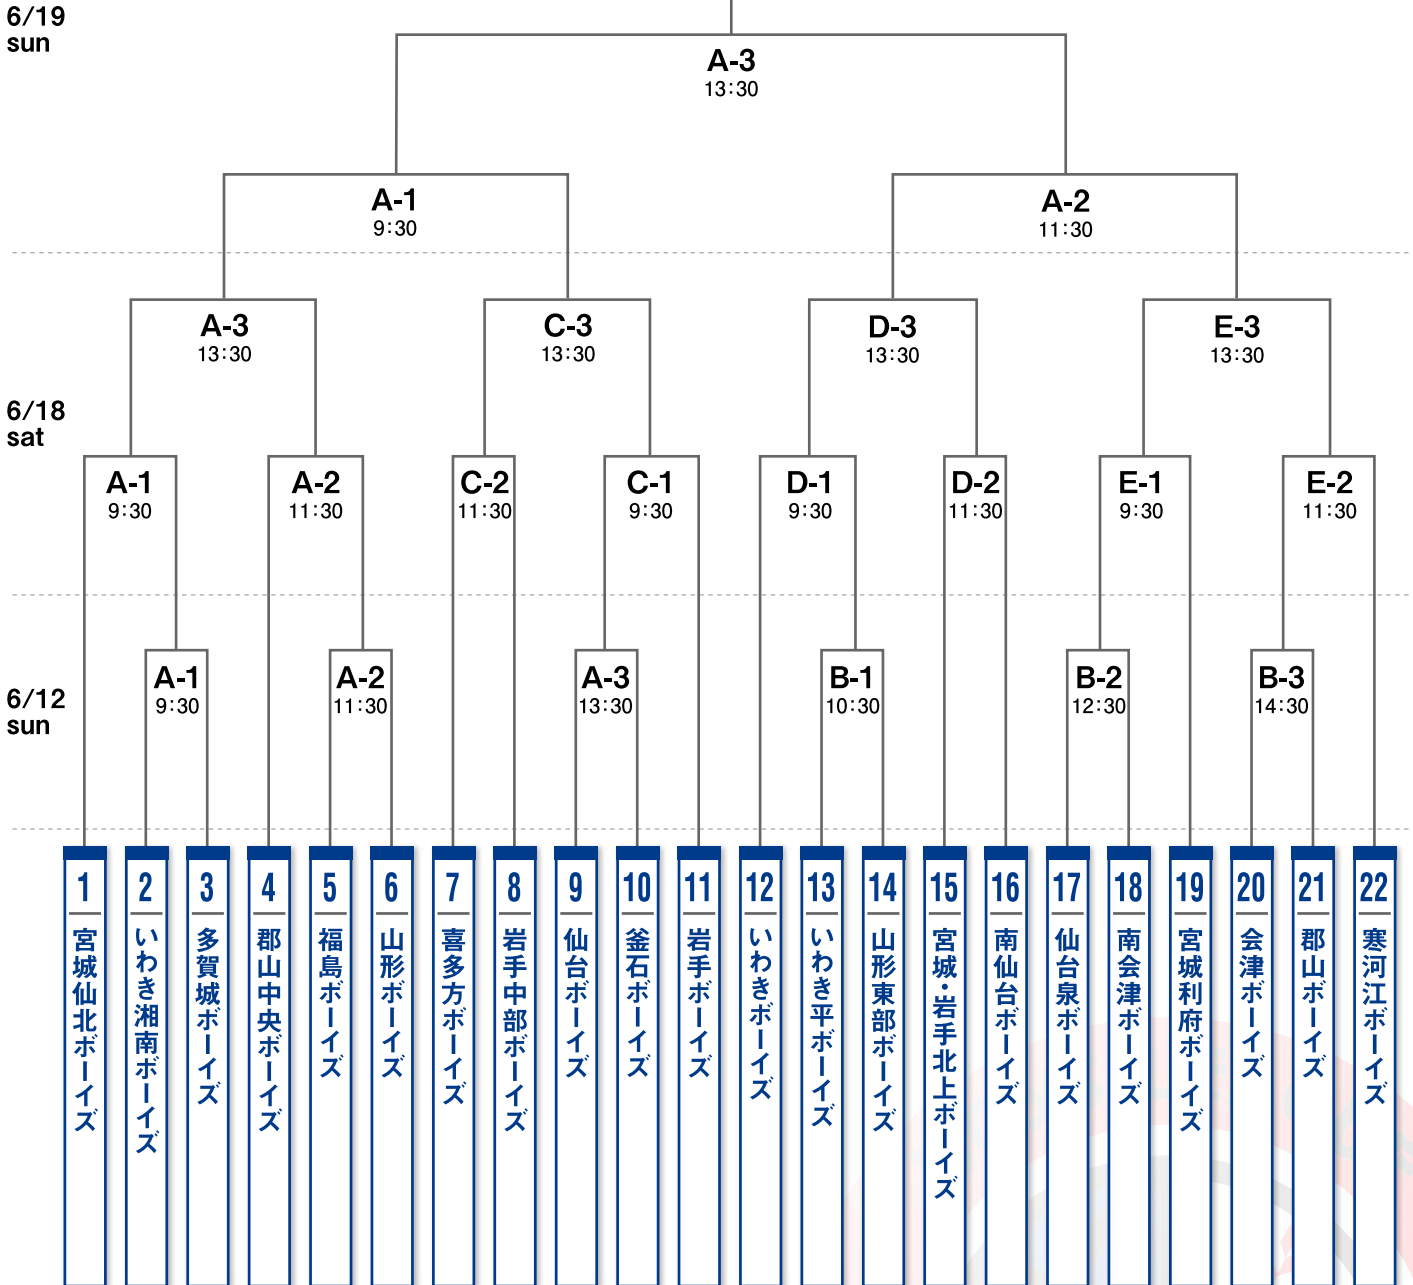 6/19
sun
A-3
13:30
A-1
9:30
A-2
11:30
A-3
13:30
C-3
13:30
D-3
13:30
E-3
13:30
6/18
sat
A-1
9:30
A-2
11:30
C-2
11:30
C-1
9:30
D-1
9:30
D-2
11:30
E-1
9:30
E-2
11:30
6/12
sun
A-1
9:30
A-2
11:30
A-3
13:30
B-1
10:30
B-2
12:30
B-3
14:30
1
宮城仙北ボーイズ
2
いわき湘南ボーイズ
3
多賀城ボーイズ
4
郡山中央ボーイズ
5
福島ボーイズ
6
山形ボーイズ
7
喜多方ボーイズ
8
岩手中部ボーイズ
9
仙台ボーイズ
10
釜石ボーイズ
11
岩手ボーイズ
12
いわきボーイズ
13
いわき平ボーイズ
14
山形東部ボーイズ
15
宮城・岩手北上ボーイズ
16
南仙台ボーイズ
17
仙台泉ボーイズ
18
南会津ボーイズ
19
宮城利府ボーイズ
20
会津ボーイズ
21
郡山ボーイズ
22
寒河江ボーイズ